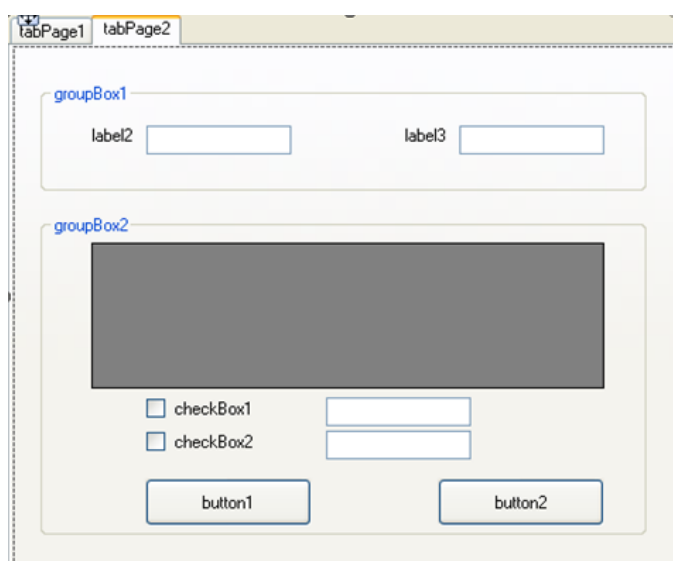 tabPage1 tabPage2
groupBox1
label2 label3
groupBox2
checkBox1
checkBox2
button1 button2